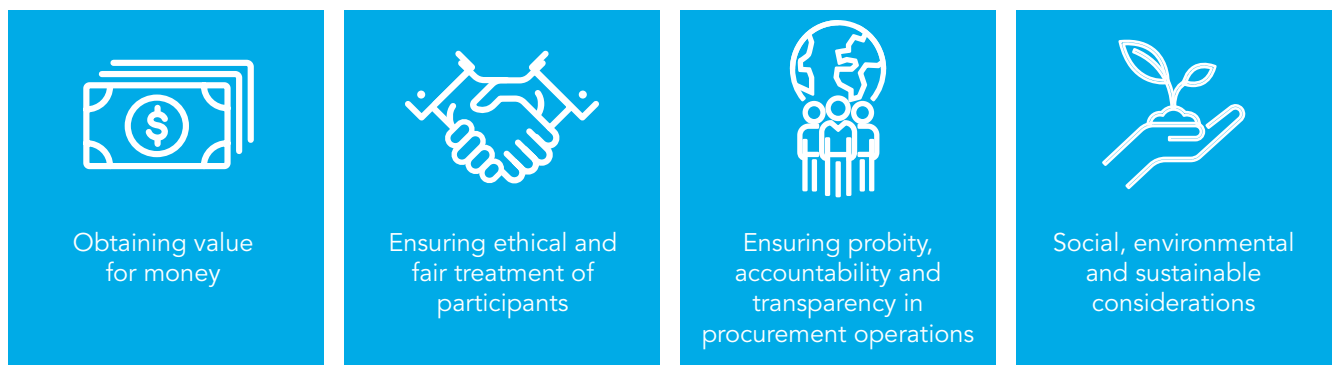 $
Obtaining value
for money
Ensuring ethical and
fair treatment of
participants
Ensuring probity,
accountability and
transparency in
procurement operations
Social, environmental
and sustainable
considerations